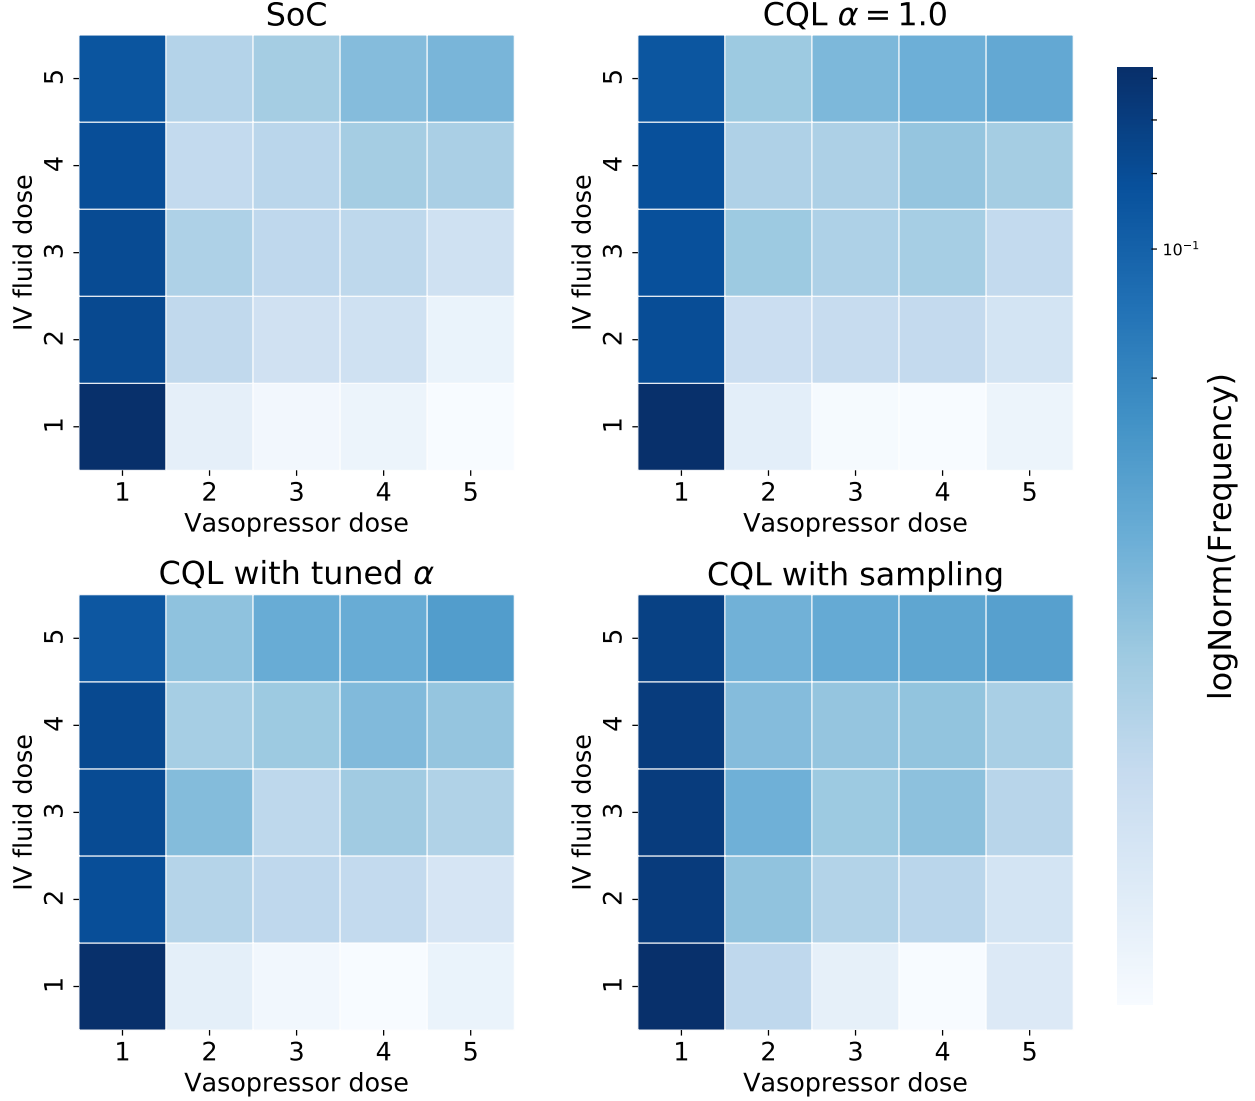 SoC
IV fluid dose
5
4
3
2
1
1 2 3 4 5
Vasopressor dose
CQL α = 1.0
IV fluid dose
5
4
3
2
1
1 2 3 4 5
Vasopressor dose
CQL with tuned α
IV fluid dose
5
4
3
2
1
1 2 3 4 5
Vasopressor dose
CQL with sampling
IV fluid dose
5
4
3
2
1
1 2 3 4 5
Vasopressor dose
10⁻¹
logNorm(Frequency)